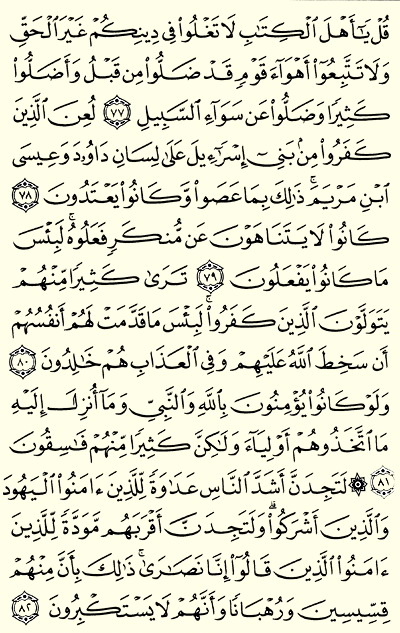 قُلْ يَـٰٓأَهْلَ ٱلْكِتَـٰبِ لَا تَغْلُوا۟ فِى دِينِكُمْ غَيْرَ ٱلْحَقِّ
وَلَا تَتَّبِعُوٓا۟ أَهْوَآءَ قَوْمٍ قَدْ ضَلُّوا۟ مِن قَبْلُ وَأَضَلُّوا۟
كَثِيرًا وَضَلُّوا۟ عَن سَوَآءِ ٱلسَّبِيلِ ٧٧ لُعِنَ ٱلَّذِينَ
كَفَرُوا۟ مِنۢ بَنِىٓ إِسْرَٰٓءِيلَ عَلَىٰ لِسَانِ دَاوُۥدَ وَعِيسَى
ٱبْنِ مَرْيَمَ ۚ ذَٰلِكَ بِمَا عَصَوا۟ وَّكَانُوا۟ يَعْتَدُونَ ٧٨
كَانُوا۟ لَا يَتَنَاهَوْنَ عَن مُّنكَرٍ فَعَلُوهُ ۚ لَبِئْسَ
مَا كَانُوا۟ يَفْعَلُونَ ٧٩ تَرَىٰ كَثِيرًا مِّنْهُمْ
يَتَوَلَّوْنَ ٱلَّذِينَ كَفَرُوا۟ ۚ لَبِئْسَ مَا قَدَّمَتْ لَهُمْ أَنفُسُهُمْ
أَن سَخِطَ ٱللَّهُ عَلَيْهِمْ وَفِى ٱلْعَذَابِ هُمْ خَـٰلِدُونَ ٨٠
وَلَوْ كَانُوا۟ يُؤْمِنُونَ بِٱللَّهِ وَٱلنَّبِىِّ وَمَآ أُنزِلَ إِلَيْهِ
مَا ٱتَّخَذُوهُمْ أَوْلِيَآءَ وَلَـٰكِنَّ كَثِيرًا مِّنْهُمْ فَـٰسِقُونَ
٨١ ۞ لَتَجِدَنَّ أَشَدَّ ٱلنَّاسِ عَدَٰوَةً لِّلَّذِينَ ءَامَنُوا۟ ٱلْيَهُودَ
وَٱلَّذِينَ أَشْرَكُوا۟ ۖ وَلَتَجِدَنَّ أَقْرَبَهُم مَّوَدَّةً لِّلَّذِينَ
ءَامَنُوا۟ ٱلَّذِينَ قَالُوٓا۟ إِنَّا نَصَـٰرَىٰ ۚ ذَٰلِكَ بِأَنَّ مِنْهُمْ
قِسِّيسِينَ وَرُهْبَانًا وَأَنَّهُمْ لَا يَسْتَكْبِرُونَ ٨٢